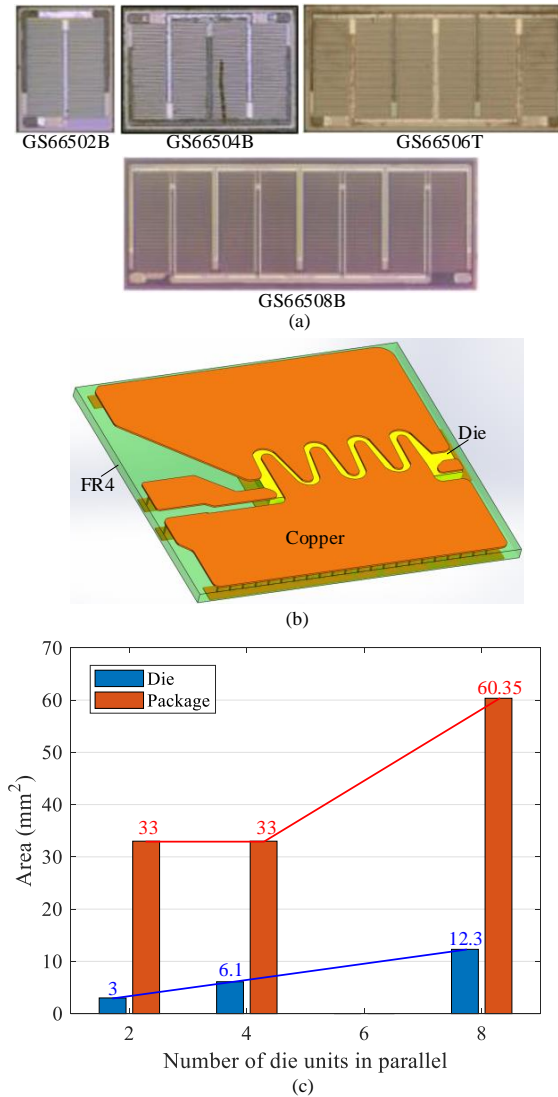 GS66502B
GS66504B
GS66506T
GS66508B
(a)
Die
FR4
Copper
(b)
70
60
50
40
30
20
10
0
Area (mm²)
Die
Package
33
33
60.35
3
6.1
12.3
2
4
6
8
Number of die units in parallel
(c)